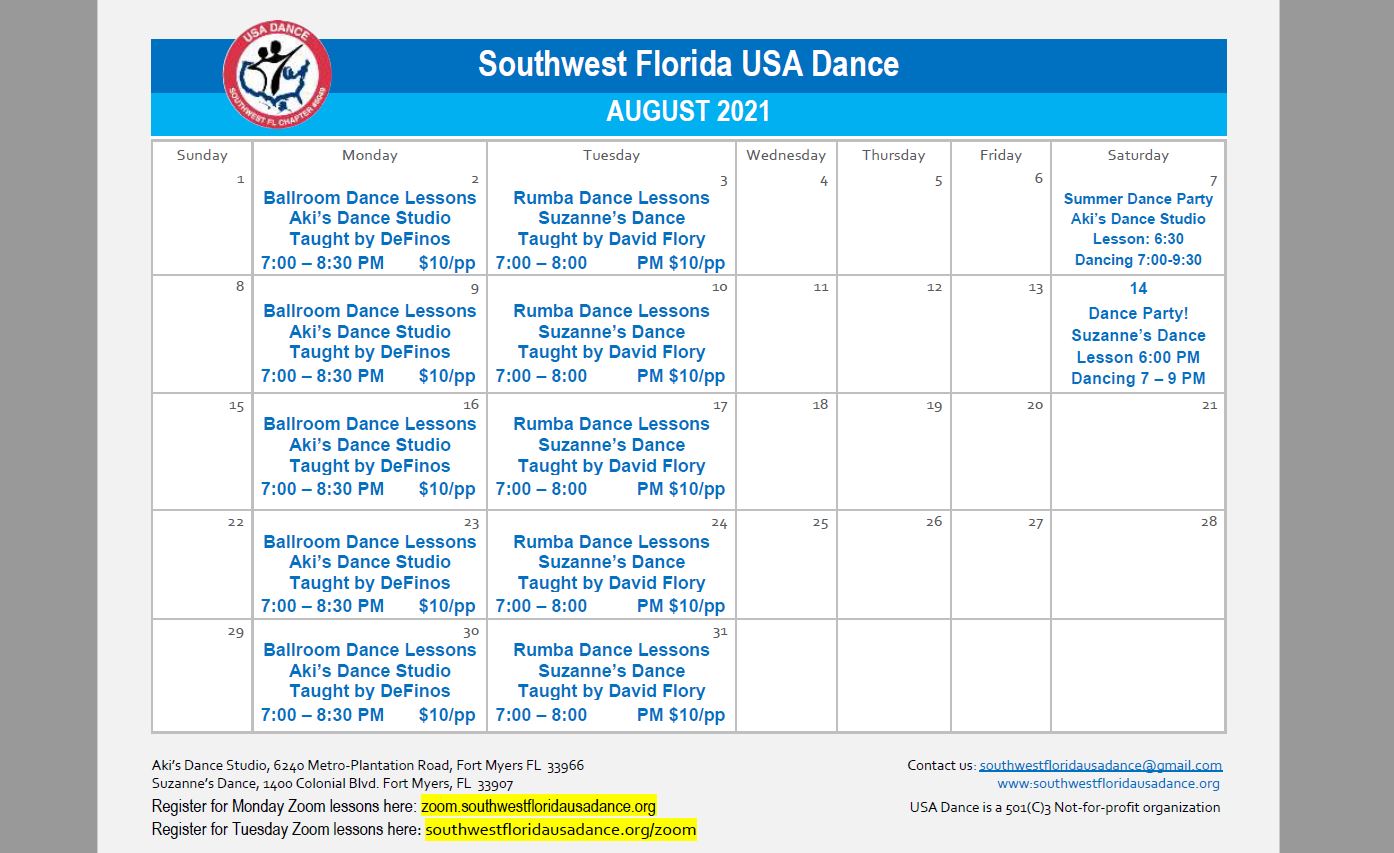 USA DANCE
SOUTHWEST FL CHAPTER #6049
Southwest Florida USA Dance
AUGUST 2021
Sunday Monday Tuesday Wednesday Thursday Friday Saturday
1
2
Ballroom Dance Lessons
Aki’s Dance Studio
Taught by DeFinos
7:00 – 8:30 PM $10/pp
3
Rumba Dance Lessons
Suzanne’s Dance
Taught by David Flory
7:00 – 8:00 PM $10/pp
4
5
6
7
Summer Dance Party
Aki’s Dance Studio
Lesson: 6:30
Dancing 7:00-9:30
8
9
Ballroom Dance Lessons
Aki’s Dance Studio
Taught by DeFinos
7:00 – 8:30 PM $10/pp
10
Rumba Dance Lessons
Suzanne’s Dance
Taught by David Flory
7:00 – 8:00 PM $10/pp
11
12
13
14
Dance Party!
Suzanne’s Dance
Lesson 6:00 PM
Dancing 7 – 9 PM
15
16
Ballroom Dance Lessons
Aki’s Dance Studio
Taught by DeFinos
7:00 – 8:30 PM $10/pp
17
Rumba Dance Lessons
Suzanne’s Dance
Taught by David Flory
7:00 – 8:00 PM $10/pp
18
19
20
21
22
23
Ballroom Dance Lessons
Aki’s Dance Studio
Taught by DeFinos
7:00 – 8:30 PM $10/pp
24
Rumba Dance Lessons
Suzanne’s Dance
Taught by David Flory
7:00 – 8:00 PM $10/pp
25
26
27
28
29
30
Ballroom Dance Lessons
Aki’s Dance Studio
Taught by DeFinos
7:00 – 8:30 PM $10/pp
31
Rumba Dance Lessons
Suzanne’s Dance
Taught by David Flory
7:00 – 8:00 PM $10/pp
Aki’s Dance Studio, 6240 Metro-Plantation Road, Fort Myers FL 33966
Suzanne’s Dance, 1400 Colonial Blvd. Fort Myers, FL 33907
Register for Monday Zoom lessons here: zoom.southwestfloridausadance.org
Register for Tuesday Zoom lessons here: southwestfloridausadance.org/zoom
Contact us: southwestfloridausadance@gmail.com
www:southwestfloridausadance.org
USA Dance is a 501(C)3 Not-for-profit organization